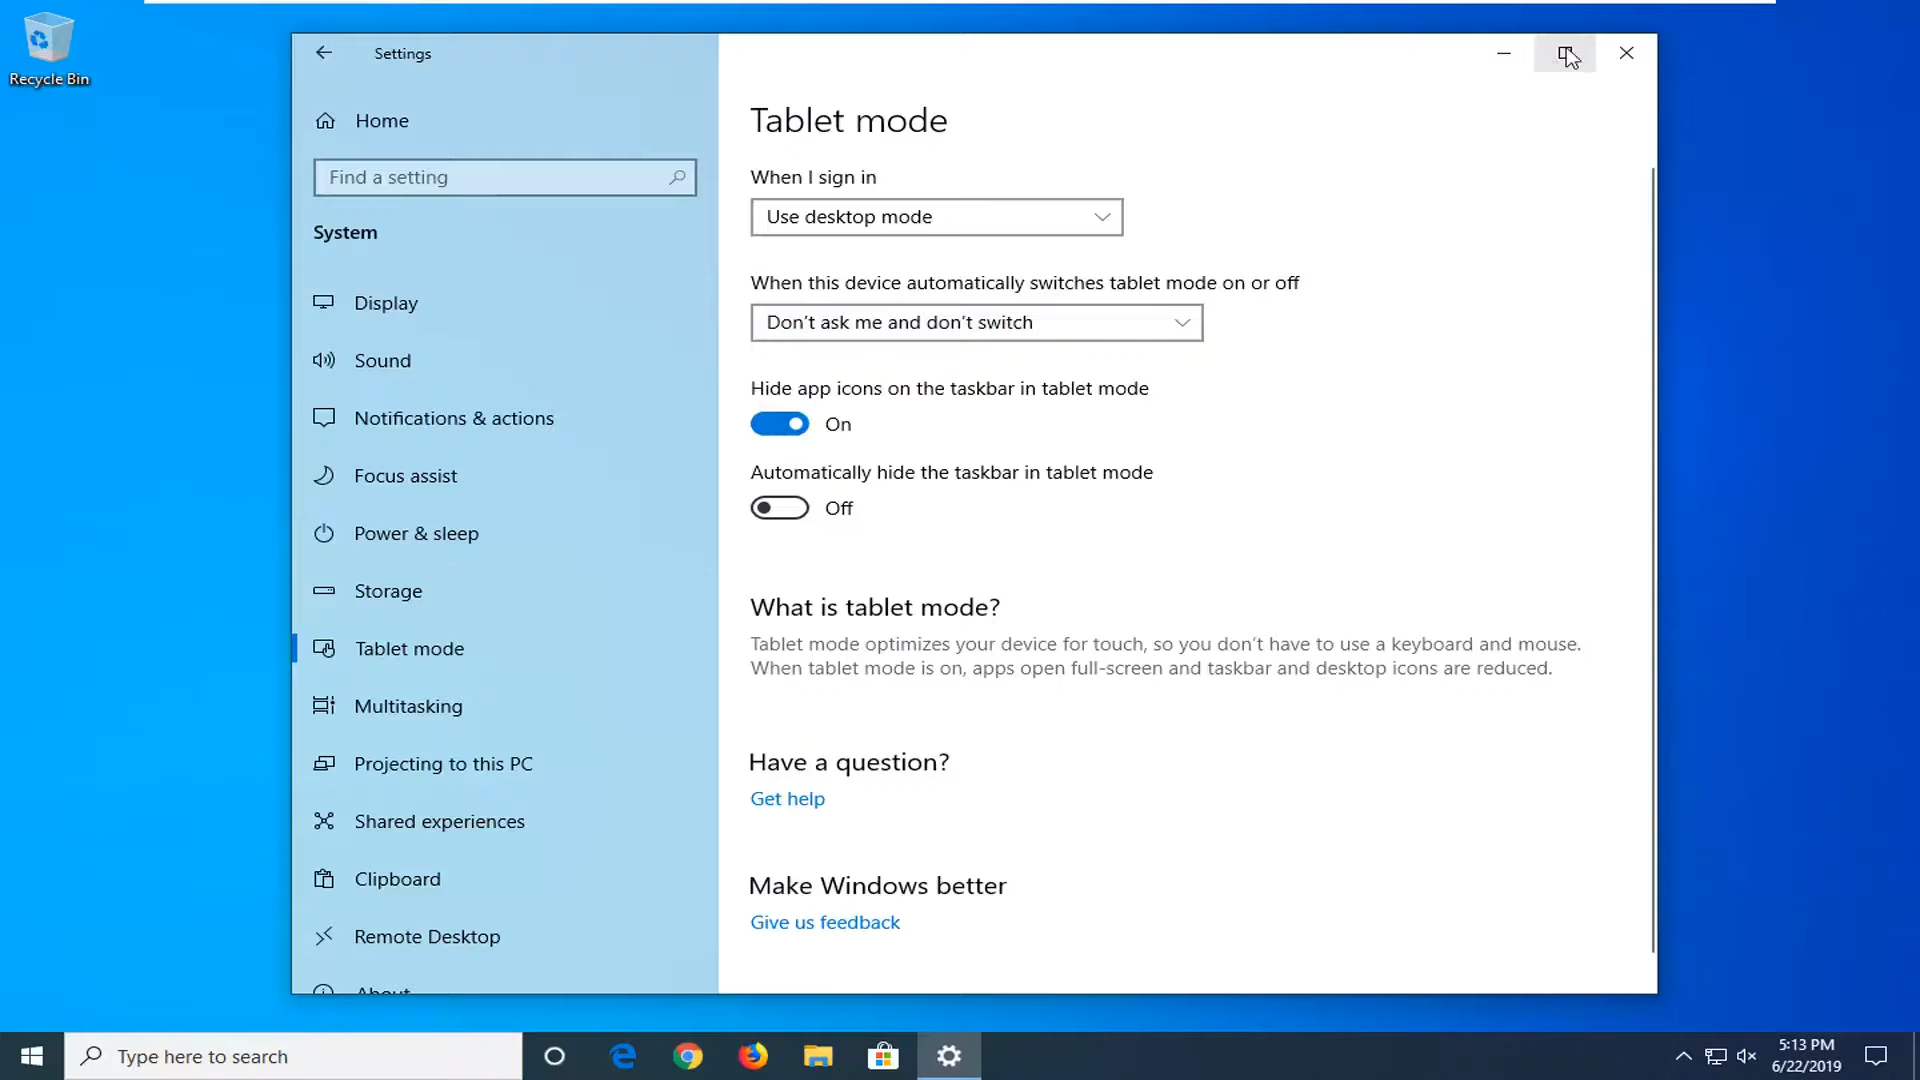 Recycle Bin
Settings
Home
Find a setting
System
Display
Sound
Notifications & actions
Focus assist
Power & sleep
Storage
Tablet mode
Multitasking
Projecting to this PC
Shared experiences
Clipboard
Remote Desktop
About
Tablet mode
When I sign in
Use desktop mode
When this device automatically switches tablet mode on or off
Don't ask me and don't switch
Hide app icons on the taskbar in tablet mode
On
Automatically hide the taskbar in tablet mode
Off
What is tablet mode?
Tablet mode optimizes your device for touch, so you don't have to use a keyboard and mouse.
When tablet mode is on, apps open full-screen and taskbar and desktop icons are reduced.
Have a question?
Get help
Make Windows better
Give us feedback
Type here to search
5:13 PM
6/22/2019